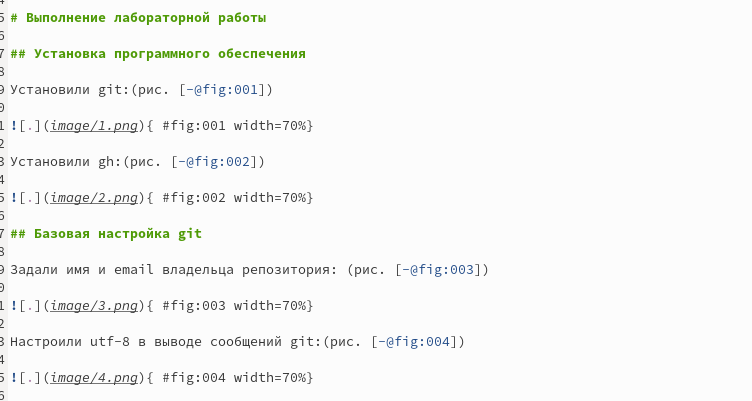 5 # Выполнение лабораторной работы
6
7 ## Установка программного обеспечения
8
9 Установили git:(рис. [-@fig:001])
0
1 ![.](image/1.png){ #fig:001 width=70%}
2
3 Установили gh:(рис. [-@fig:002])
4
5 ![.](image/2.png){ #fig:002 width=70%}
6
7 ## Базовая настройка git
8
9 Задали имя и email владельца репозитория: (рис. [-@fig:003])
0
1 ![.](image/3.png){ #fig:003 width=70%}
2
3 Настроили utf-8 в выводе сообщений git:(рис. [-@fig:004])
4
5 ![.](image/4.png){ #fig:004 width=70%}
6